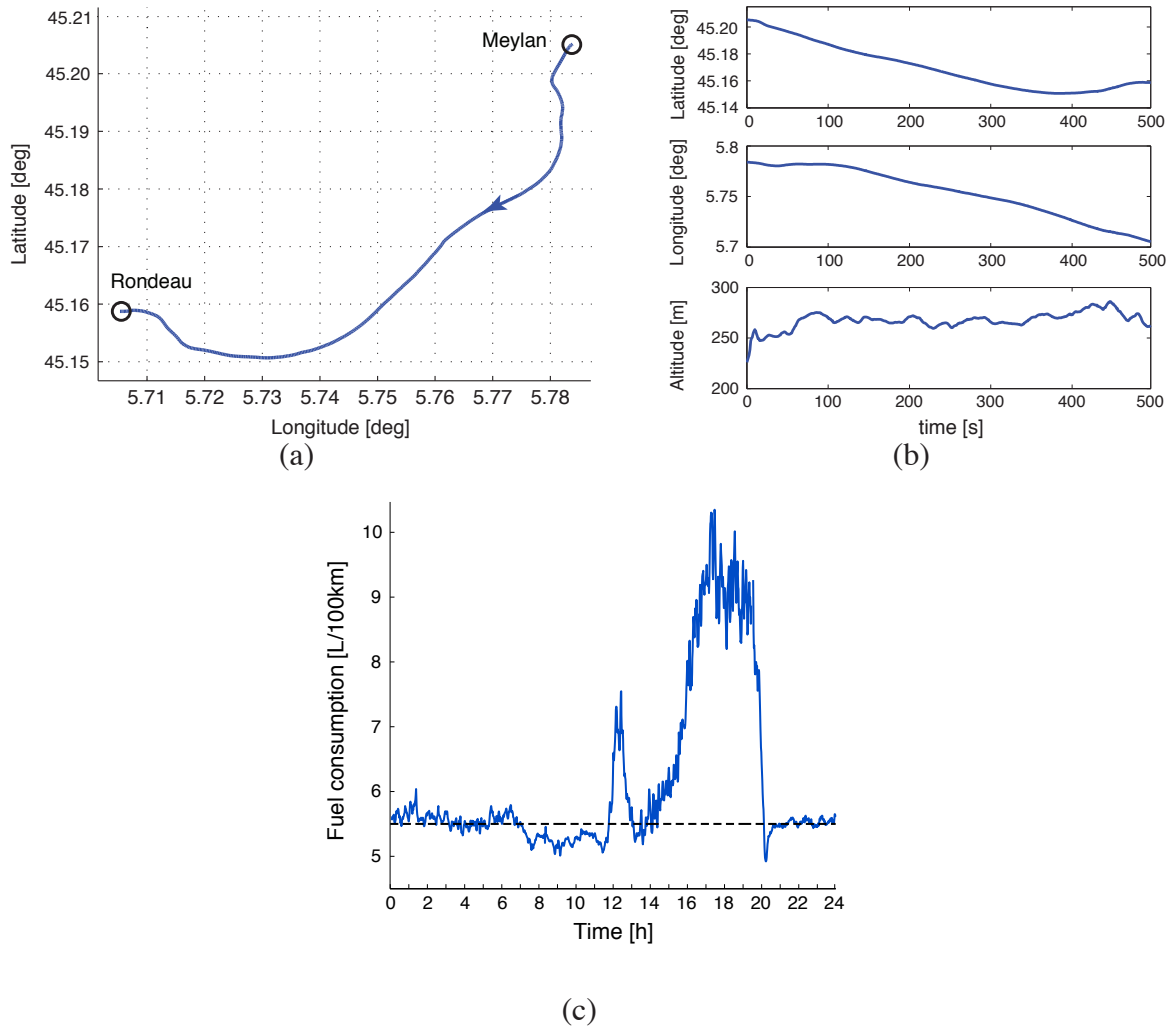 45.21
Meylan
45.20
45.19
45.18
45.17
Rondeau
45.16
45.15
5.71 5.72 5.73 5.74 5.75 5.76 5.77 5.78
Latitude [deg]
Longitude [deg]
(a)
45.20
45.18
45.16
45.14
0 100 200 300 400 500
Latitude [deg]
5.8
5.75
5.7
0 100 200 300 400 500
Longitude [deg]
300
250
200
0 100 200 300 400 500
Altitude [m]
time [s]
(b)
10
9
8
7
6
5
0 2 4 6 8 10 12 14 16 18 20 22 24
Fuel consumption [L/100km]
Time [h]
(c)